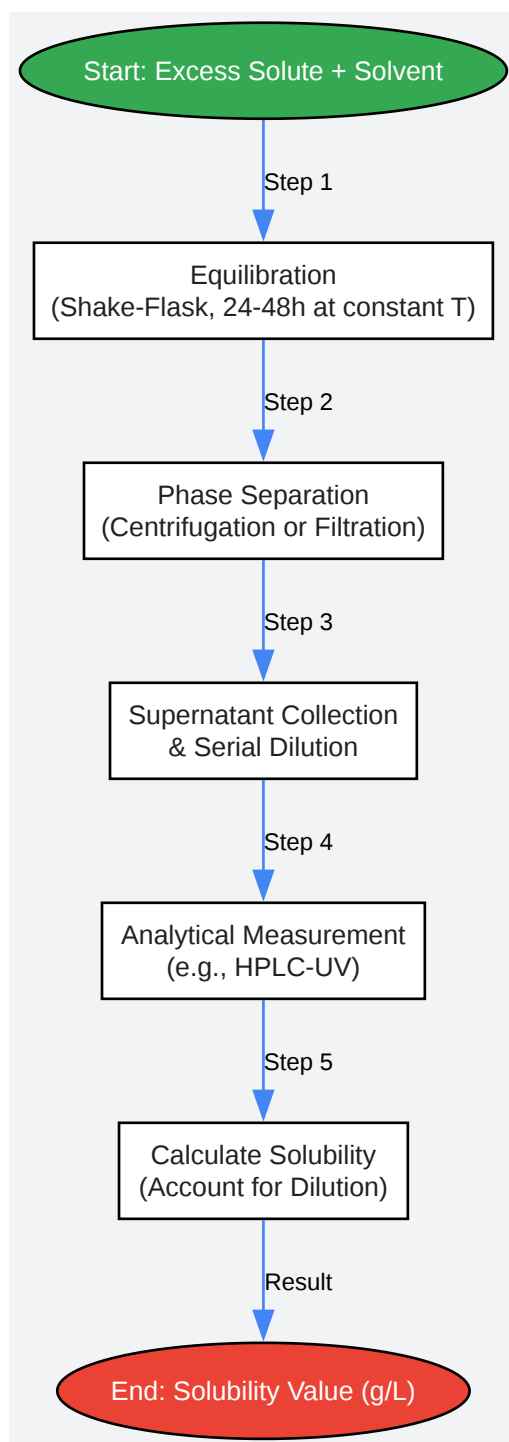 Start: Excess Solute + Solvent
Step 1
Equilibration
(Shake-Flask, 24-48h at constant T)
Step 2
Phase Separation
(Centrifugation or Filtration)
Step 3
Supernatant Collection
& Serial Dilution
Step 4
Analytical Measurement
(e.g., HPLC-UV)
Step 5
Calculate Solubility
(Account for Dilution)
Result
End: Solubility Value (g/L)